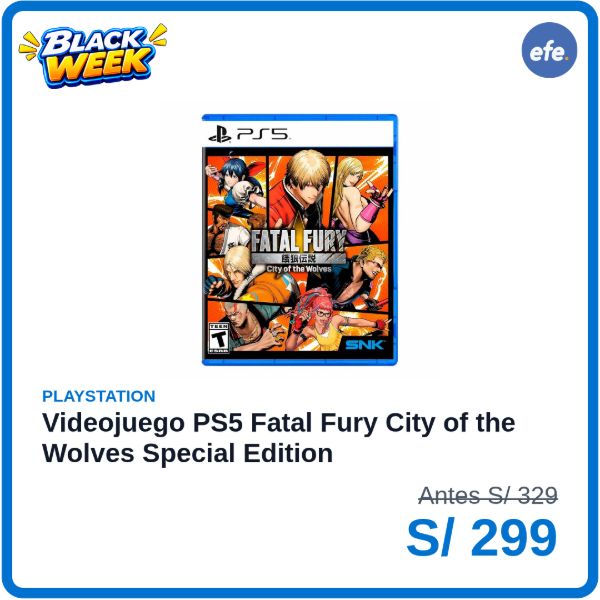 BLACK
WEEK
efe.
PS5
FATAL FURY
餓狼伝説
City of the Wolves
TEEN
T
ESRB
SNK
PLAYSTATION
Videojuego PS5 Fatal Fury City of the
Wolves Special Edition
Antes S/ 329
S/ 299